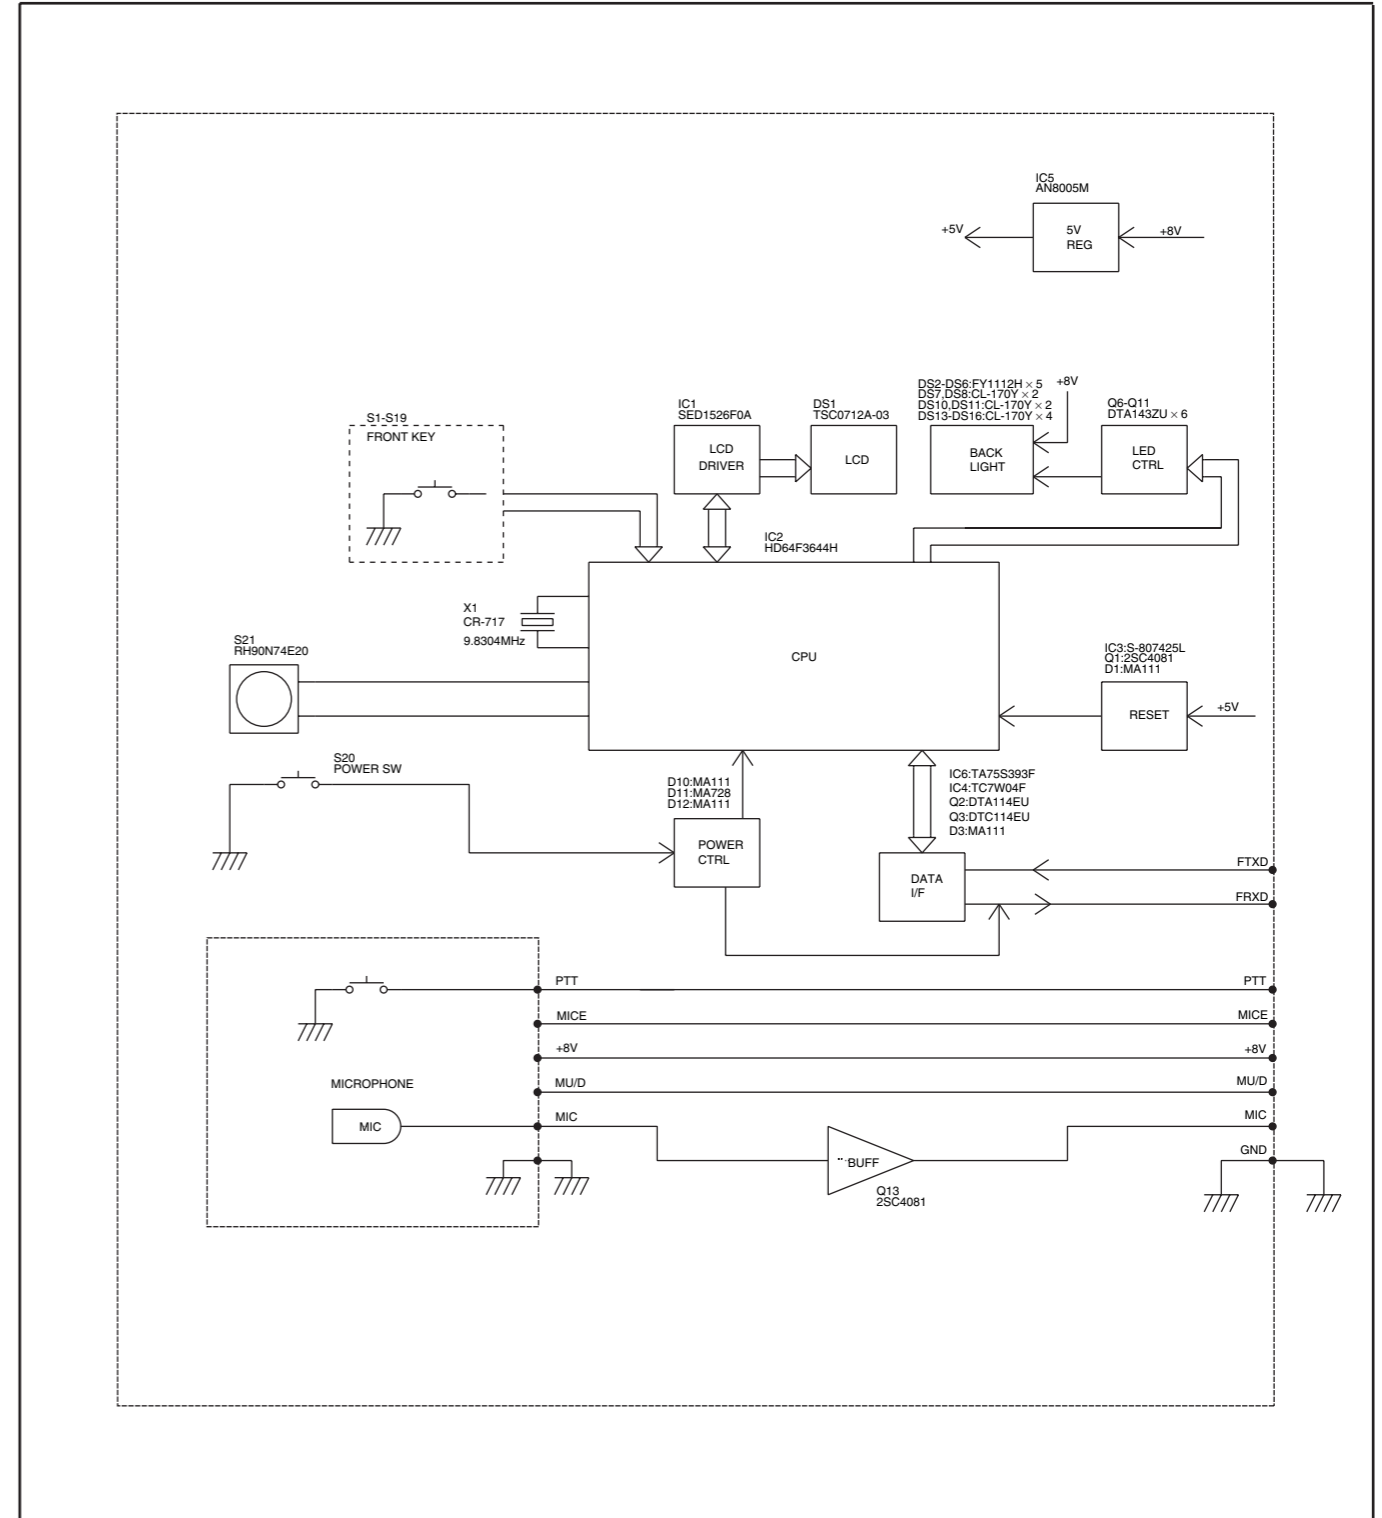 IC5
AN8005M
+5V
5V
REG
+8V
DS2-DS6:FY1112H × 5
DS7,DS8:CL-170Y × 2
DS10,DS11:CL-170Y × 2
DS13-DS16:CL-170Y × 4
+8V
IC1
SED1526F0A
DS1
TSC0712A-03
Q6-Q11
DTA143ZU × 6
S1-S19
FRONT KEY
LCD
DRIVER
LCD
BACK
LIGHT
LED
CTRL
IC2
HD64F3644H
X1
CR-717
9.8304MHz
S21
RH90N74E20
CPU
IC3:S-807425L
Q1:2SC4081
D1:MA111
RESET
+5V
S20
POWER SW
D10:MA111
D11:MA728
D12:MA111
IC6:TA75S393F
IC4:TC7W04F
Q2:DTA114EU
Q3:DTC114EU
D3:MA111
POWER
CTRL
DATA
I/F
FTXD
FRXD
PTT
PTT
MICE
MICE
+8V
+8V
MICROPHONE
MU/D
MU/D
MIC
MIC
MIC
BUFF
GND
Q13
2SC4081